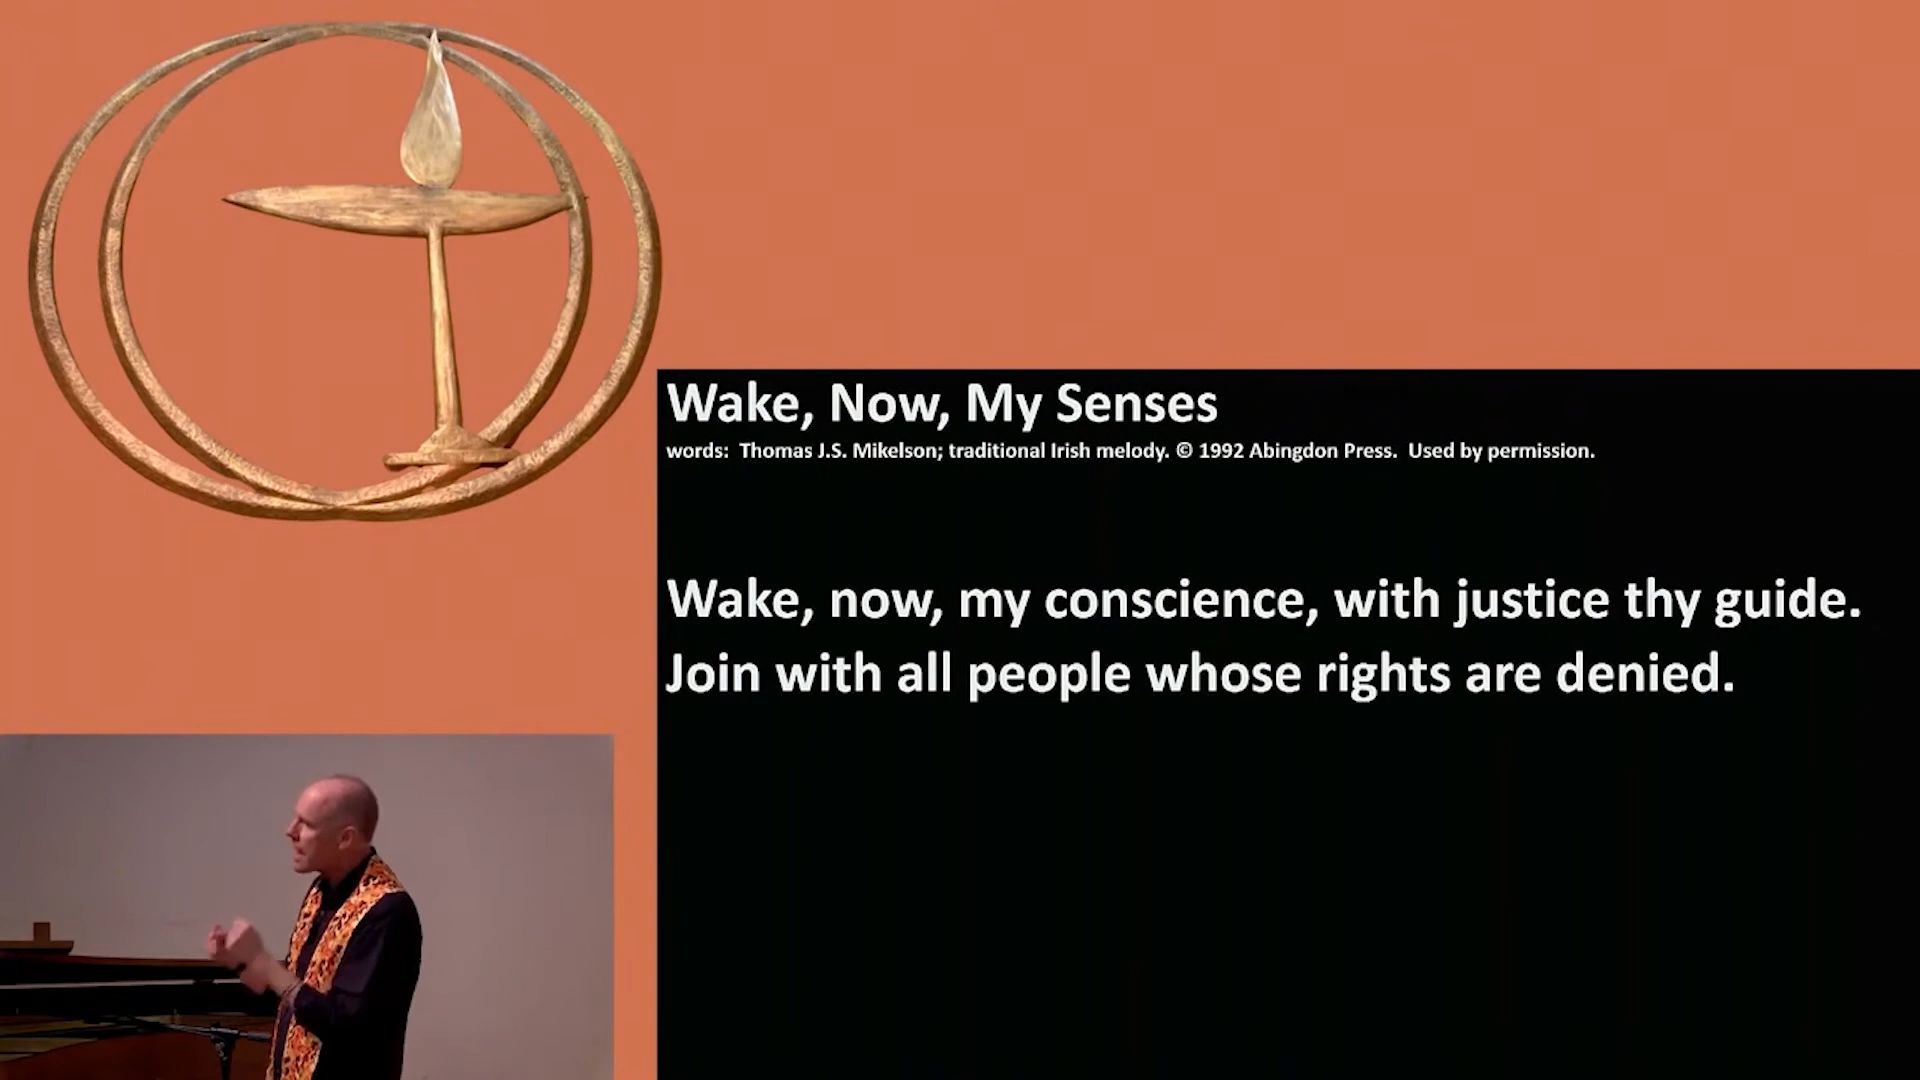 Wake, Now, My Senses
words:  Thomas J.S. Mikelson; traditional Irish melody. © 1992 Abingdon Press.  Used by permission.
Wake, now, my conscience, with justice thy guide.
Join with all people whose rights are denied.